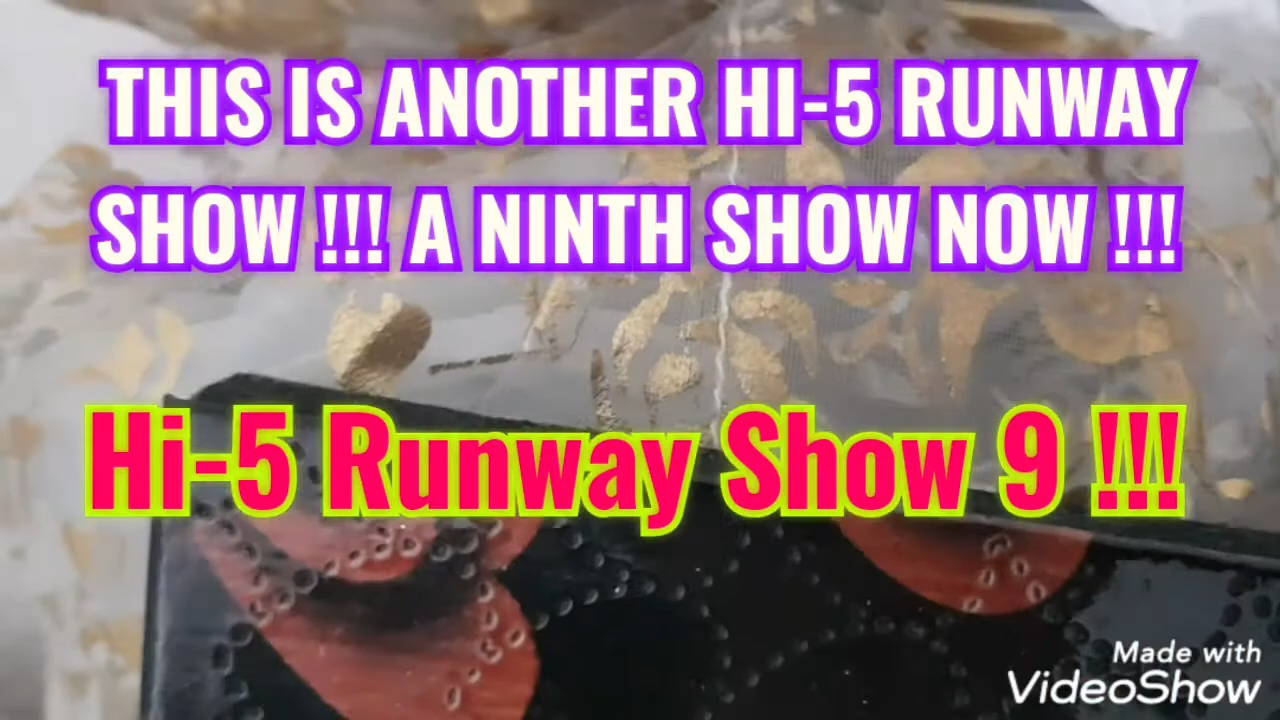 THIS IS ANOTHER HI-5 RUNWAY
SHOW !!! A NINTH SHOW NOW !!!
Hi-5 Runway Show 9 !!!
Made with
VideoShow